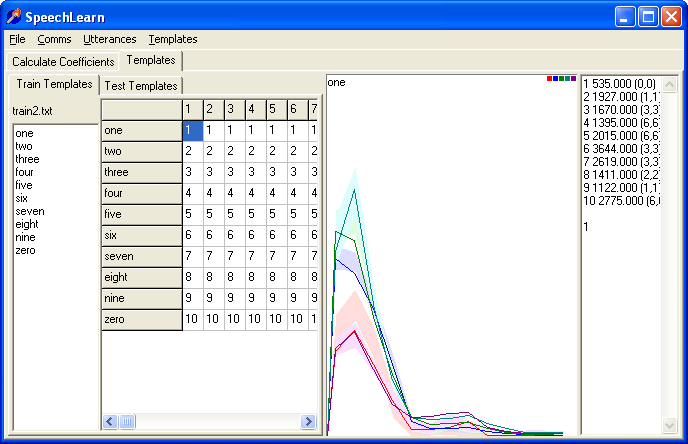 SpeechLearn
File Comms Utterances Templates
Calculate Coefficients Templates
Train Templates Test Templates
train2.txt
one
two
three
four
five
six
seven
eight
nine
zero
1 2 3 4 5 6 7
one 1 1 1 1 1 1 1
two 2 2 2 2 2 2 2
three 3 3 3 3 3 3 3
four 4 4 4 4 4 4 4
five 5 5 5 5 5 5 5
six 6 6 6 6 6 6 6
seven 7 7 7 7 7 7 7
eight 8 8 8 8 8 8 8
nine 9 9 9 9 9 9 9
zero 10 10 10 10 10 10 1
one
1 535.000 (0,0)
2 1927.000 (1,1)
3 1670.000 (3,3)
4 1395.000 (6,6)
5 2015.000 (6,6)
6 3644.000 (3,3)
7 2619.000 (3,3)
8 1411.000 (2,2)
9 1122.000 (1,1)
10 2775.000 (6,
1